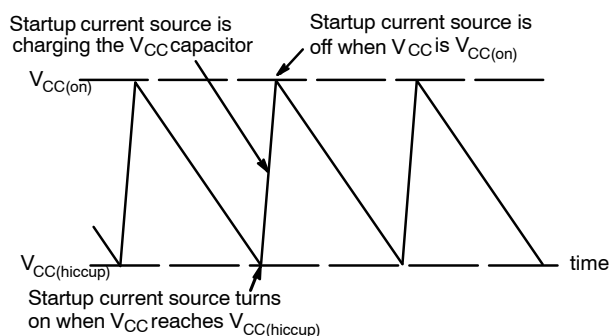 Startup current source is
charging the VCC capacitor
Startup current source is
off when VCC is VCC(on)
VCC(on)
VCC(hiccup)
time
Startup current source turns
on when VCC reaches VCC(hiccup)